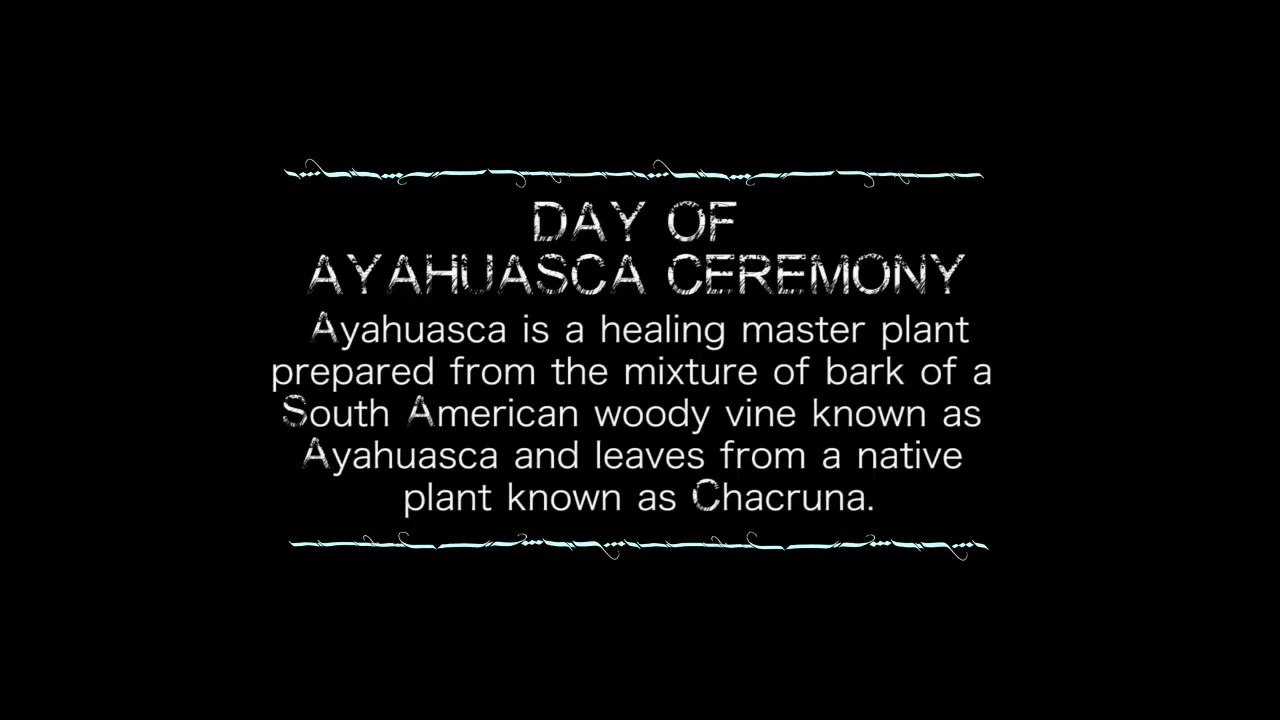 DAY OF
AYAHUASCA CEREMONY
Ayahuasca is a healing master plant
prepared from the mixture of bark of a
South American woody vine known as
Ayahuasca and leaves from a native
plant known as Chacruna.